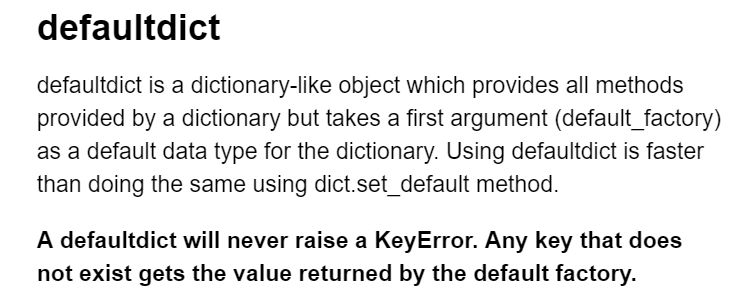 defaultdict
defaultdict is a dictionary-like object which provides all methods
provided by a dictionary but takes a first argument (default_factory)
as a default data type for the dictionary. Using defaultdict is faster
than doing the same using dict.set_default method.
A defaultdict will never raise a KeyError. Any key that does
not exist gets the value returned by the default factory.